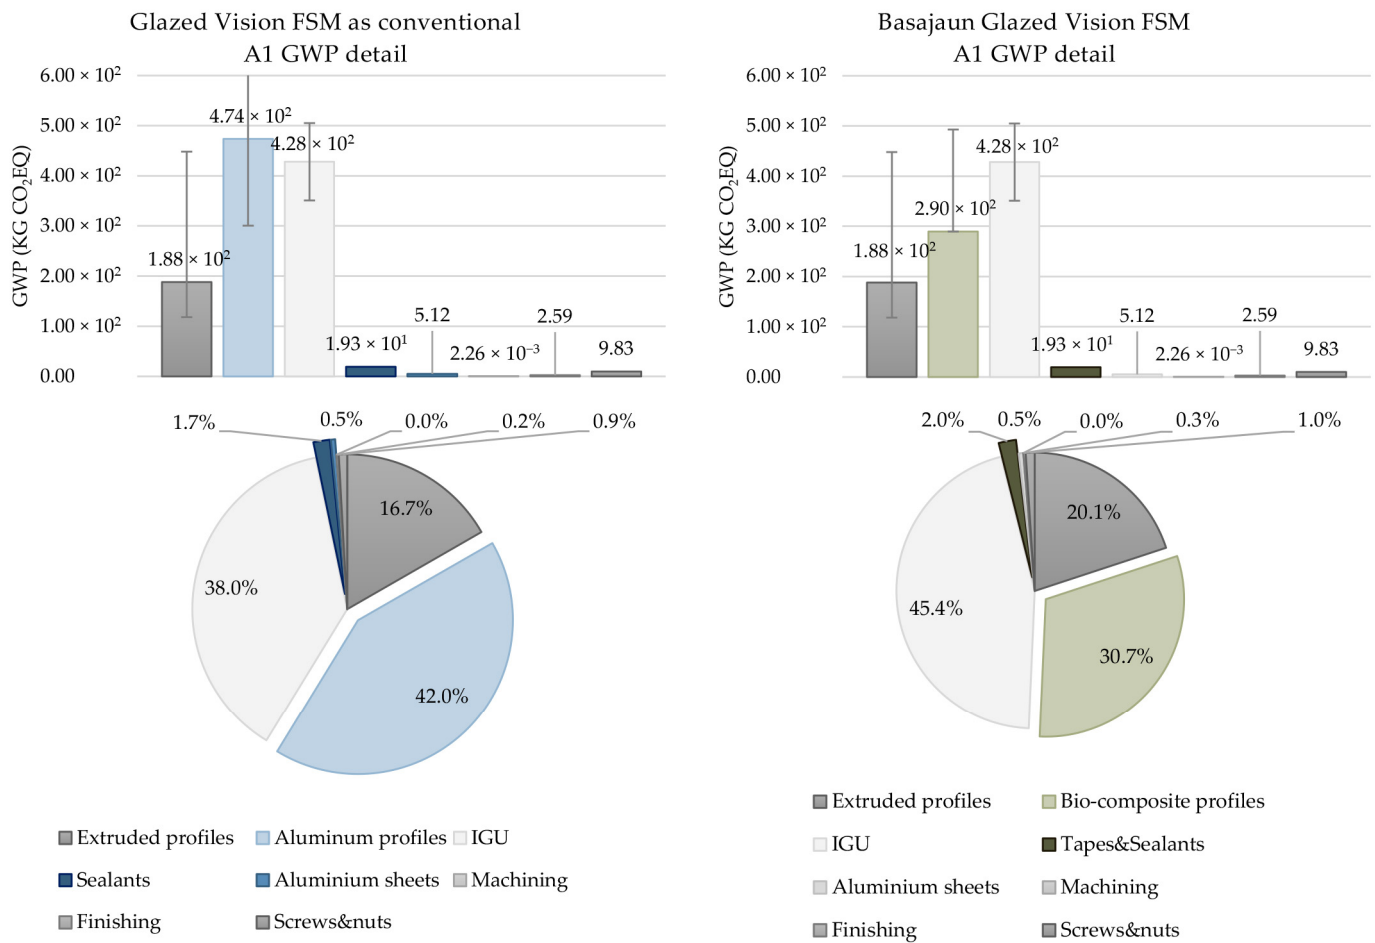 Glazed Vision FSM as conventional
A1 GWP detail
GWP (KG CO₂EQ)
6.00 × 10²
5.00 × 10²
4.00 × 10²
3.00 × 10²
2.00 × 10²
1.00 × 10²
0.00
1.88 × 10²
4.74 × 10²
4.28 × 10²
1.93 × 10¹
5.12
2.26 × 10⁻³
2.59
9.83
1.7%
0.5%
0.0%
0.2%
0.9%
16.7%
38.0%
42.0%
Extruded profiles
Aluminum profiles
IGU
Sealants
Aluminium sheets
Machining
Finishing
Screws&nuts
Basajaun Glazed Vision FSM
A1 GWP detail
GWP (KG CO₂EQ)
6.00 × 10²
5.00 × 10²
4.00 × 10²
3.00 × 10²
2.00 × 10²
1.00 × 10²
0.00
1.88 × 10²
2.90 × 10²
4.28 × 10²
1.93 × 10¹
5.12
2.26 × 10⁻³
2.59
9.83
2.0%
0.5%
0.0%
0.3%
1.0%
20.1%
45.4%
30.7%
Extruded profiles
Bio-composite profiles
IGU
Tapes&Sealants
Aluminium sheets
Machining
Finishing
Screws&nuts